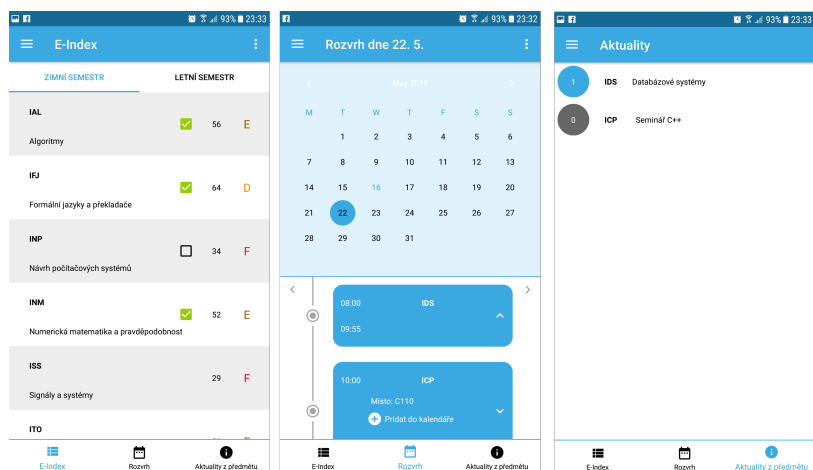 93% 23:33
E-Index
ZIMNÍ SEMESTR LETNÍ SEMESTR
IAL
56 E
Algoritmy
IFJ
64 D
Formální jazyky a překladače
INP
34 F
Návrh počítačových systémů
INM
52 E
Numerická matematika a pravděpodobnost
ISS
29 F
Signály a systémy
ITO
E-Index Rozvrh Aktuality z předmětu
93% 23:32
Rozvrh dne 22. 5.
May 2018
M T W T F S S
1 2 3 4 5 6
7 8 9 10 11 12 13
14 15 16 17 18 19 20
21 22 23 24 25 26 27
28 29 30 31
08:00 IDS
09:55
10:00 ICP
Místo: C110
Pridat do kalendáře
E-Index Rozvrh Aktuality z předmětu
93% 23:33
Aktuality
1 IDS Databázové systémy
0 ICP Seminář C++
E-Index Rozvrh Aktuality z předmětu